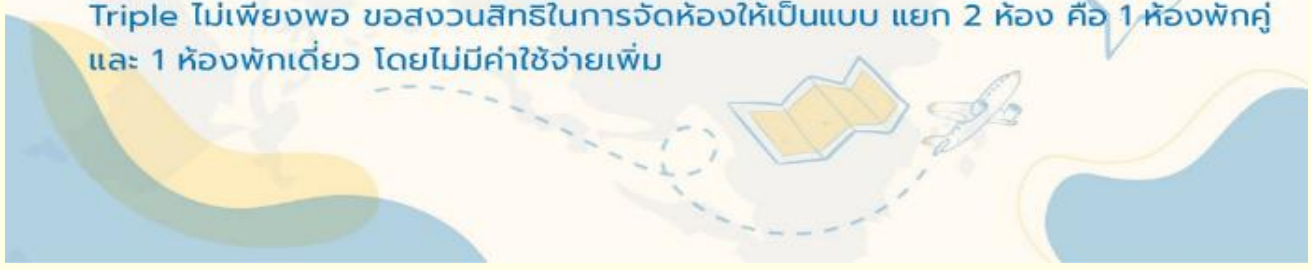 Triple ไม่เพียงพอ ขอสงวนสิทธิในการจัดห้องให้เป็นแบบ แยก 2 ห้อง คือ 1 ห้องพักคู่
และ 1 ห้องพักเดี่ยว โดยไม่มีค่าใช้จ่ายเพิ่ม